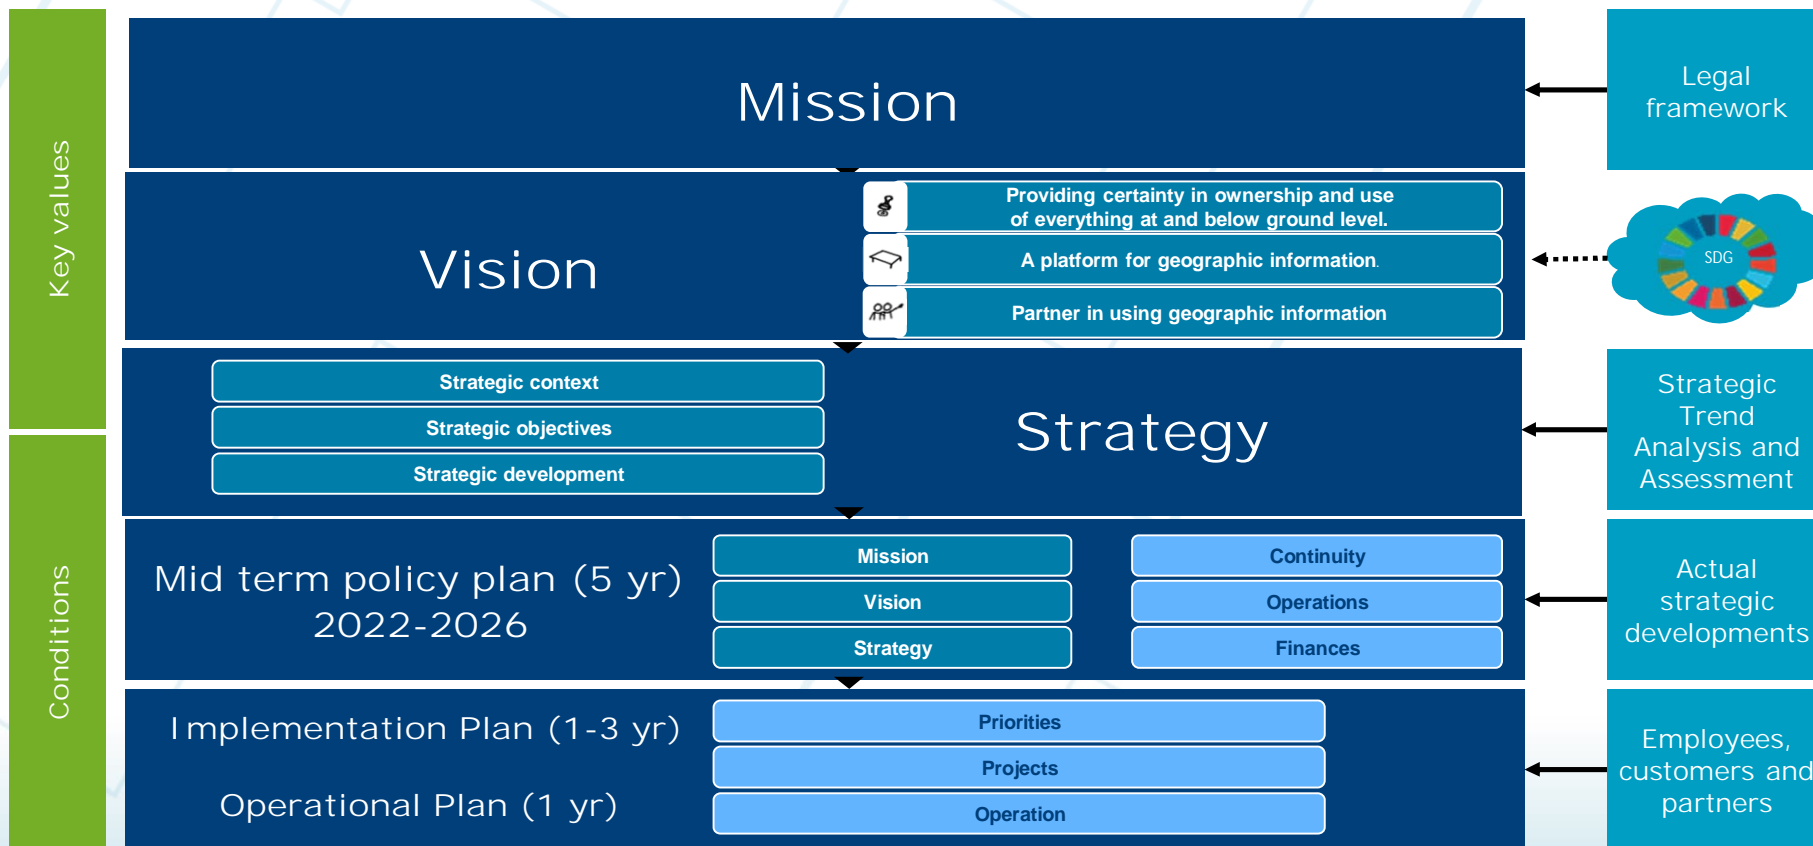 Key values
Conditions
Mission
Vision
Providing certainty in ownership and use
of everything at and below ground level.
A platform for geographic information.
Partner in using geographic information
Strategic context
Strategic objectives
Strategic development
Strategy
Mid term policy plan (5 yr)
2022-2026
Mission
Vision
Strategy
Continuity
Operations
Finances
Implementation Plan (1-3 yr)
Operational Plan (1 yr)
Priorities
Projects
Operation
Legal
framework
SDG
Strategic
Trend
Analysis and
Assessment
Actual
strategic
developments
Employees,
customers and
partners